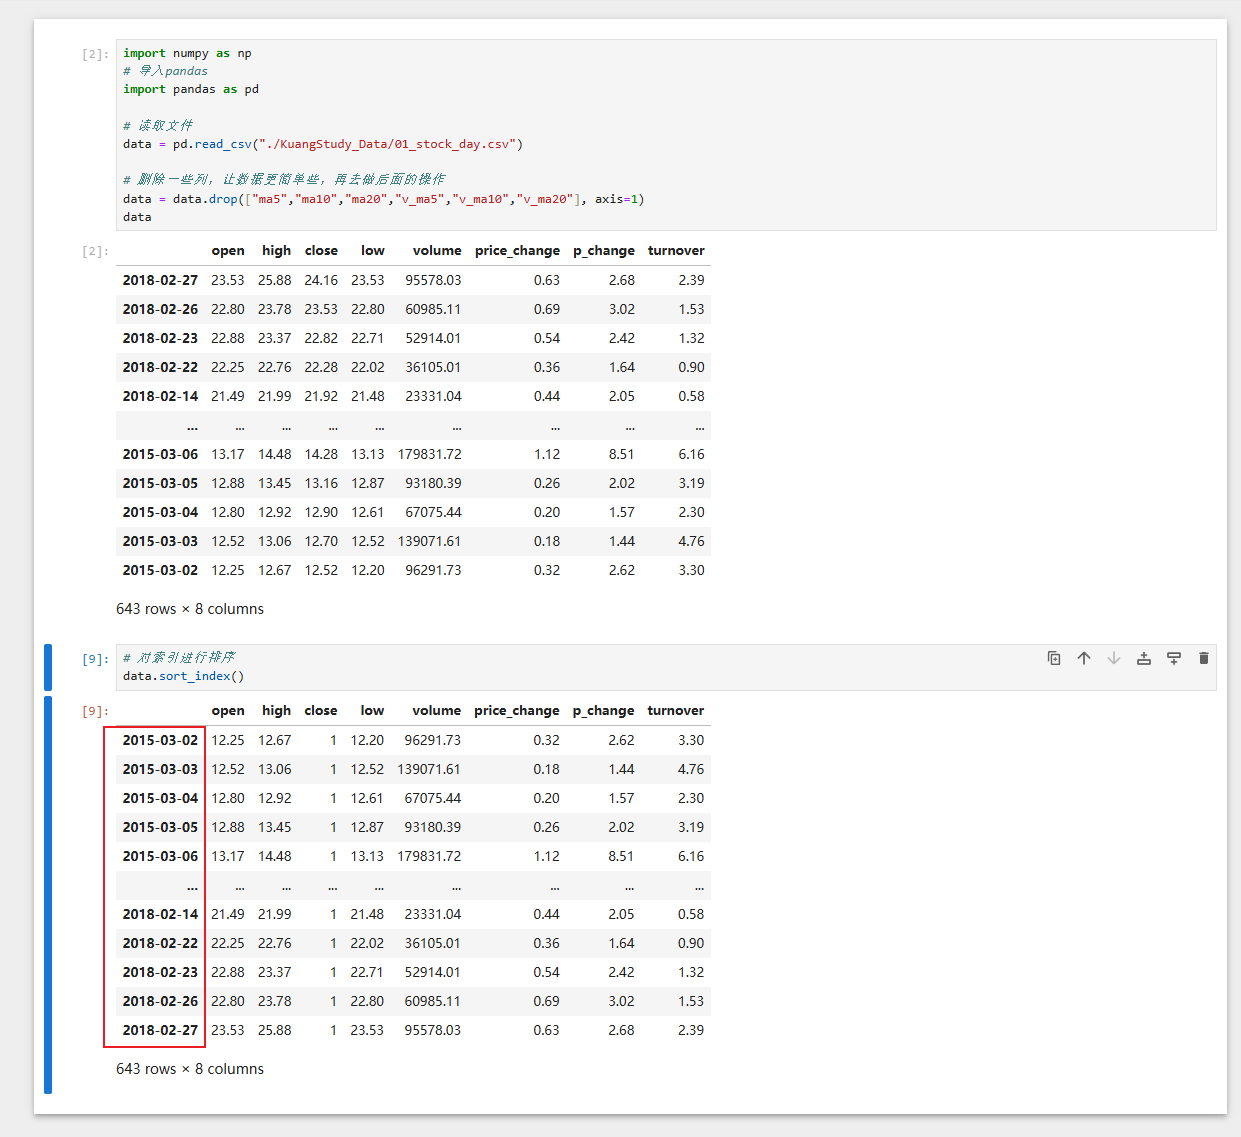 [2]:
import numpy as np
# 导入pandas
import pandas as pd
# 读取文件
data = pd.read_csv("./KuangStudy_Data/01_stock_day.csv")
# 删除一些列，让数据更简单些，再去做后面的操作
data = data.drop(["ma5","ma10","ma20","v_ma5","v_ma10","v_ma20"], axis=1)
data
[2]:
open high close low volume price_change p_change turnover
2018-02-27 23.53 25.88 24.16 23.53 95578.03 0.63 2.68 2.39
2018-02-26 22.80 23.78 23.53 22.80 60985.11 0.69 3.02 1.53
2018-02-23 22.88 23.37 22.82 22.71 52914.01 0.54 2.42 1.32
2018-02-22 22.25 22.76 22.28 22.02 36105.01 0.36 1.64 0.90
2018-02-14 21.49 21.99 21.92 21.48 23331.04 0.44 2.05 0.58
... ... ... ... ... ... ... ... ...
2015-03-06 13.17 14.48 14.28 13.13 179831.72 1.12 8.51 6.16
2015-03-05 12.88 13.45 13.16 12.87 93180.39 0.26 2.02 3.19
2015-03-04 12.80 12.92 12.90 12.61 67075.44 0.20 1.57 2.30
2015-03-03 12.52 13.06 12.70 12.52 139071.61 0.18 1.44 4.76
2015-03-02 12.25 12.67 12.52 12.20 96291.73 0.32 2.62 3.30
643 rows × 8 columns
[9]:
# 对索引进行排序
data.sort_index()
[9]:
open high close low volume price_change p_change turnover
2015-03-02 12.25 12.67 1 12.20 96291.73 0.32 2.62 3.30
2015-03-03 12.52 13.06 1 12.52 139071.61 0.18 1.44 4.76
2015-03-04 12.80 12.92 1 12.61 67075.44 0.20 1.57 2.30
2015-03-05 12.88 13.45 1 12.87 93180.39 0.26 2.02 3.19
2015-03-06 13.17 14.48 1 13.13 179831.72 1.12 8.51 6.16
... ... ... ... ... ... ... ... ...
2018-02-14 21.49 21.99 1 21.48 23331.04 0.44 2.05 0.58
2018-02-22 22.25 22.76 1 22.02 36105.01 0.36 1.64 0.90
2018-02-23 22.88 23.37 1 22.71 52914.01 0.54 2.42 1.32
2018-02-26 22.80 23.78 1 22.80 60985.11 0.69 3.02 1.53
2018-02-27 23.53 25.88 1 23.53 95578.03 0.63 2.68 2.39
643 rows × 8 columns